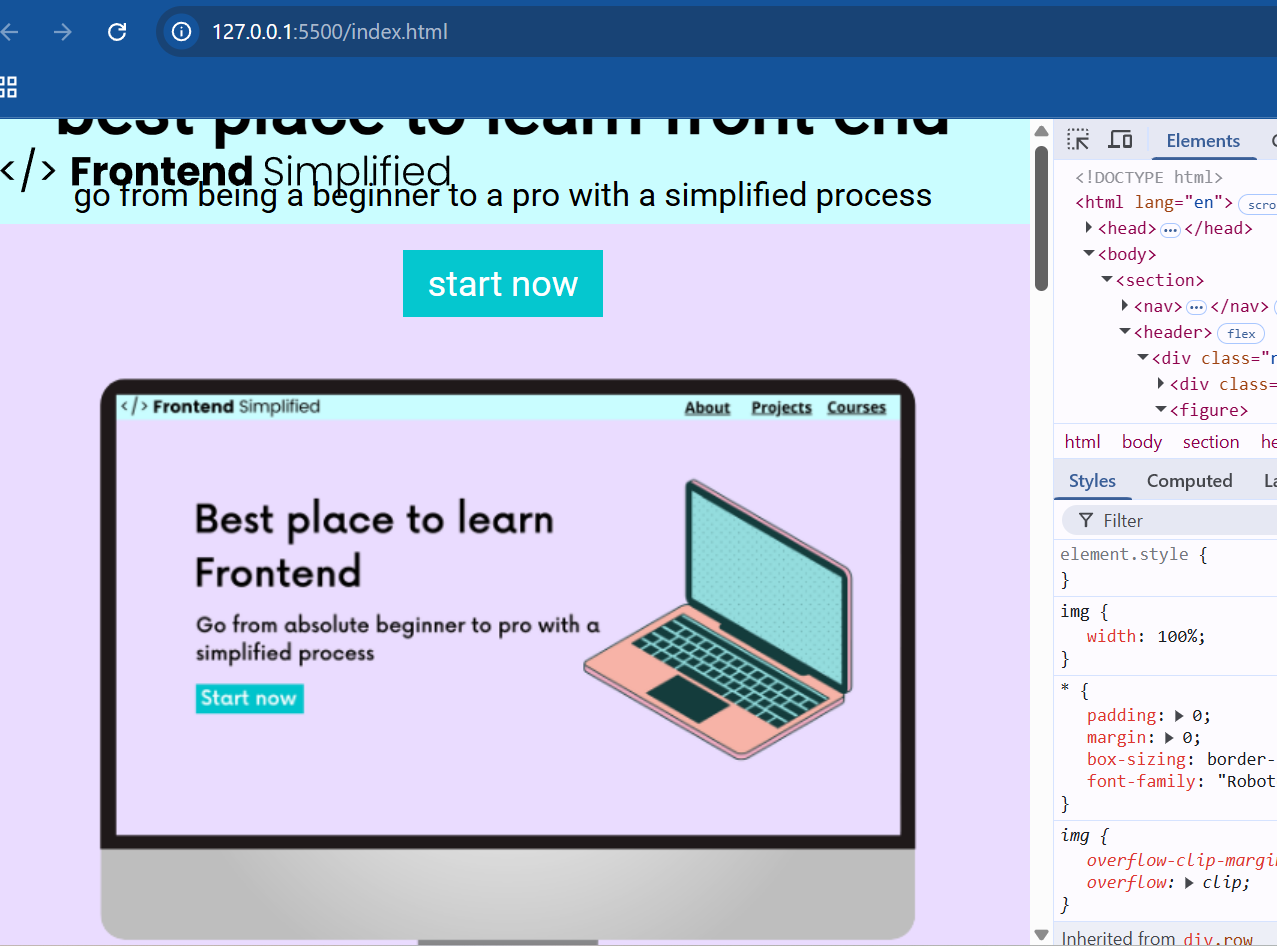 127.0.0.1:5500/index.html
best place to learn front end
</> Frontend Simplified
go from being a beginner to a pro with a simplified process
start now
</> Frontend Simplified
About Projects Courses
Best place to learn
Frontend
Go from absolute beginner to pro with a
simplified process
Start now
Elements
<!DOCTYPE html>
<html lang="en"> scro
<head> ••• </head>
<body>
<section>
<nav> ••• </nav>
<header> flex
<div class="r
<div class=
<figure>
html body section he
Styles Computed La
Filter
element.style {
}
img {
width: 100%;
}
* {
padding: 0;
margin: 0;
box-sizing: border-
font-family: "Robot
}
img {
overflow-clip-margi
overflow: clip;
}
Inherited from div.row